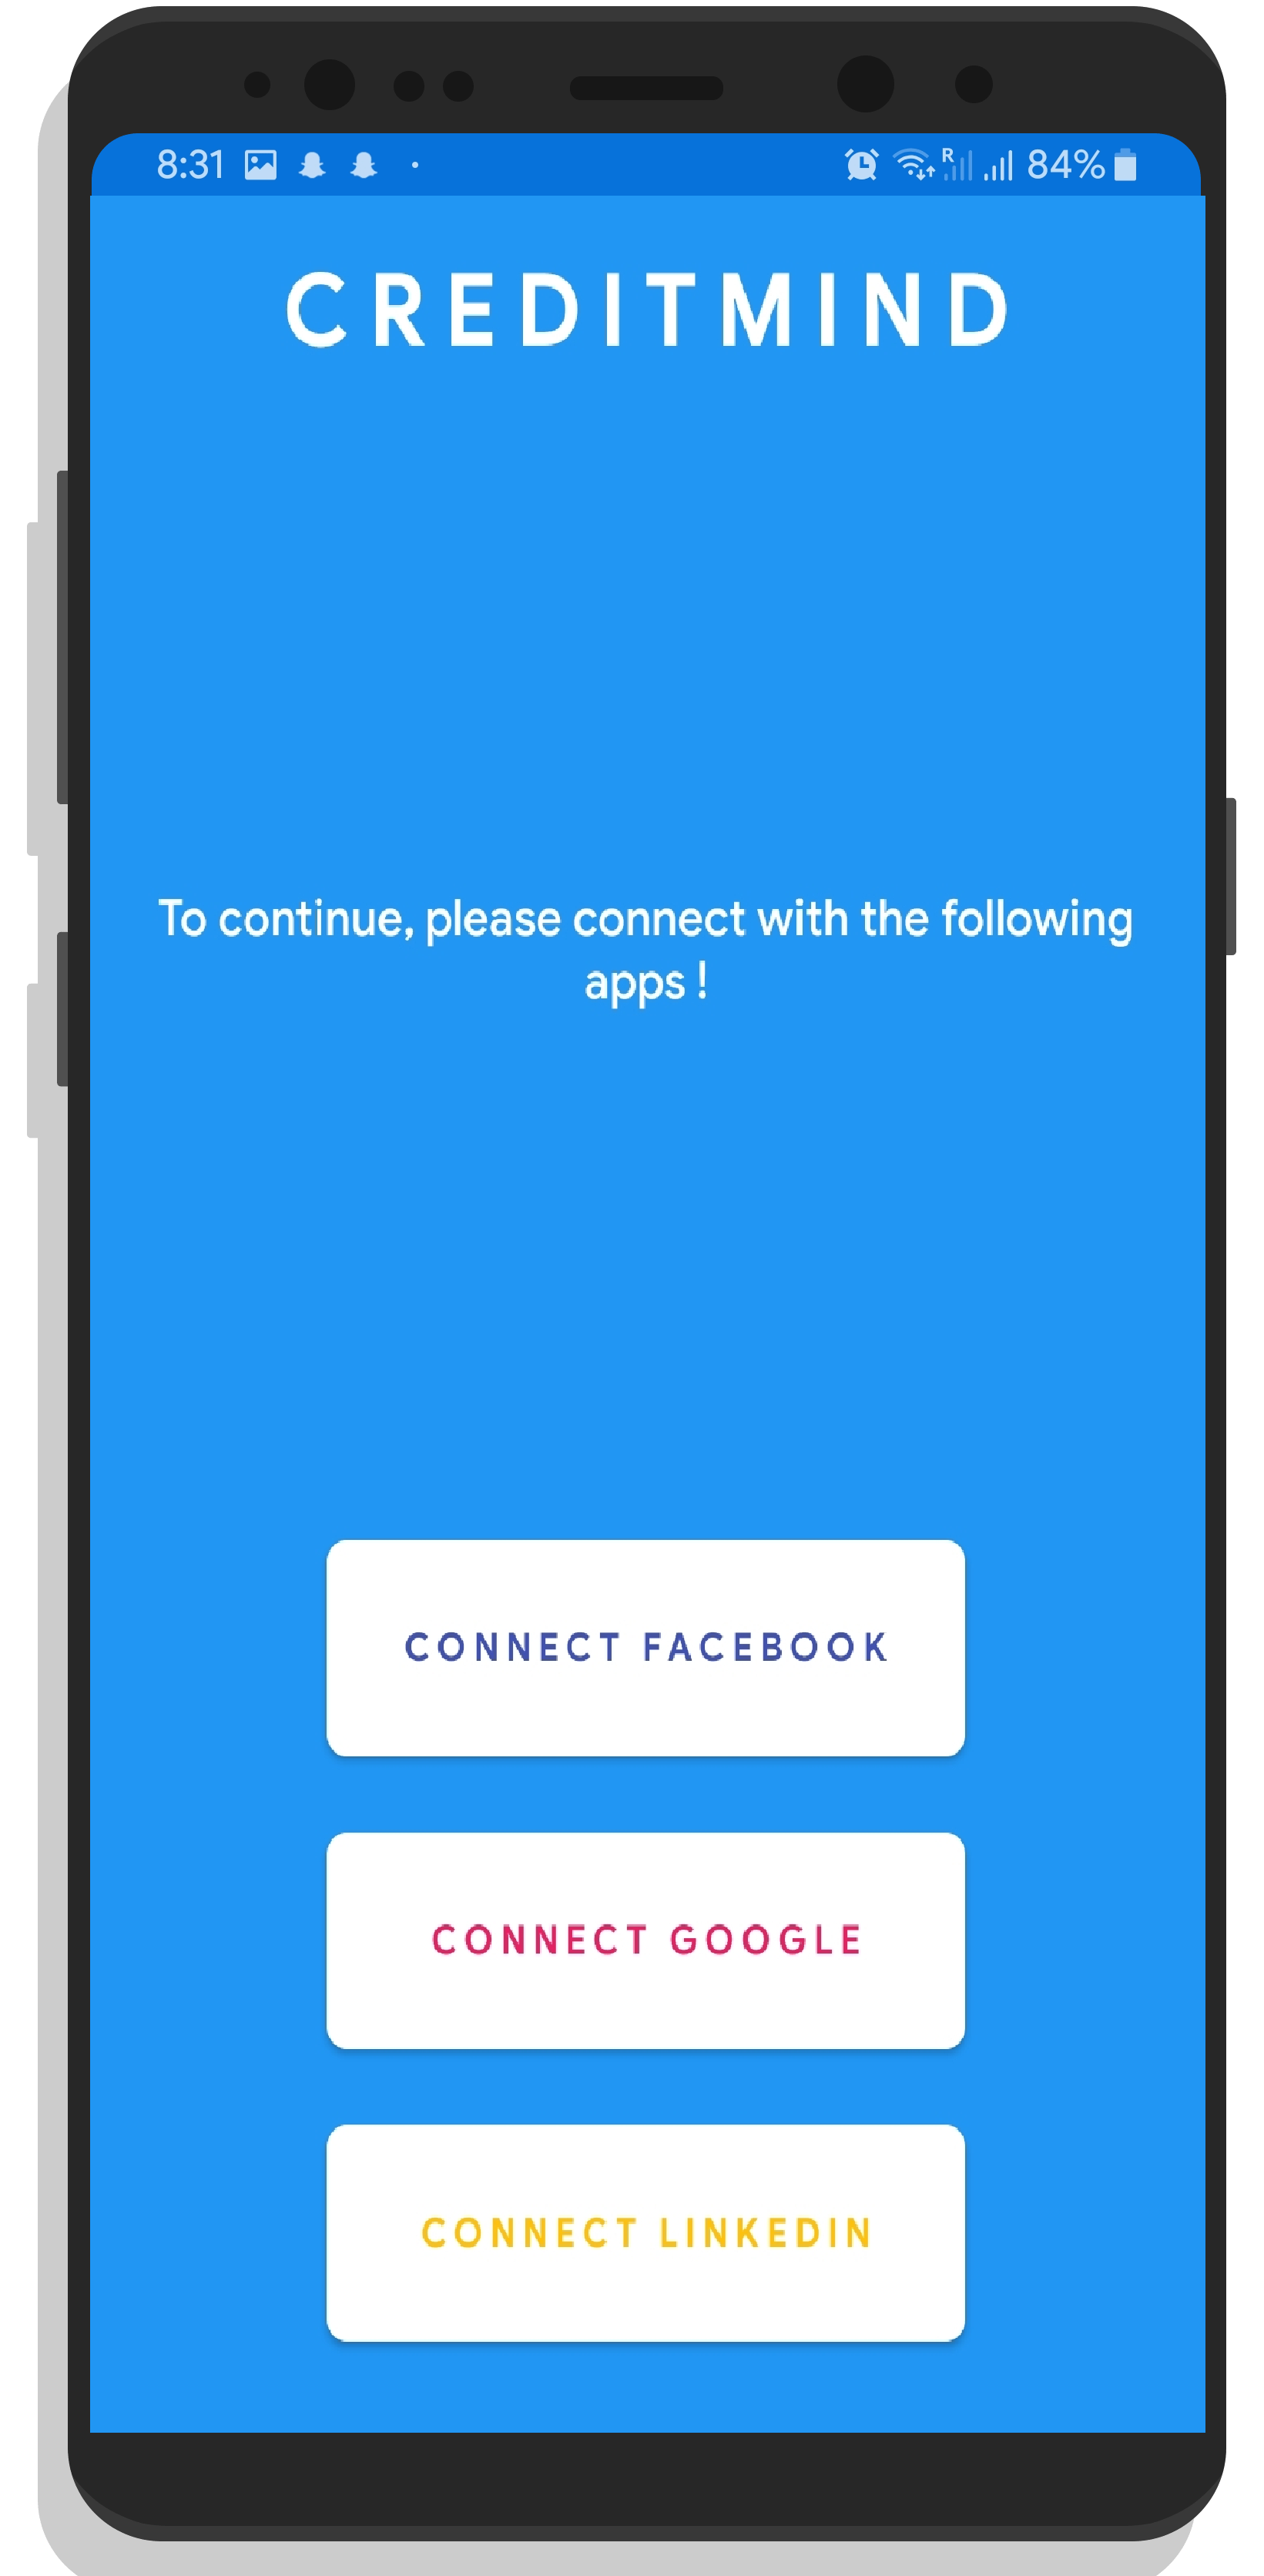 8:31 R 84%
CREDITMIND
To continue, please connect with the following
apps !
CONNECT FACEBOOK
CONNECT GOOGLE
CONNECT LINKEDIN